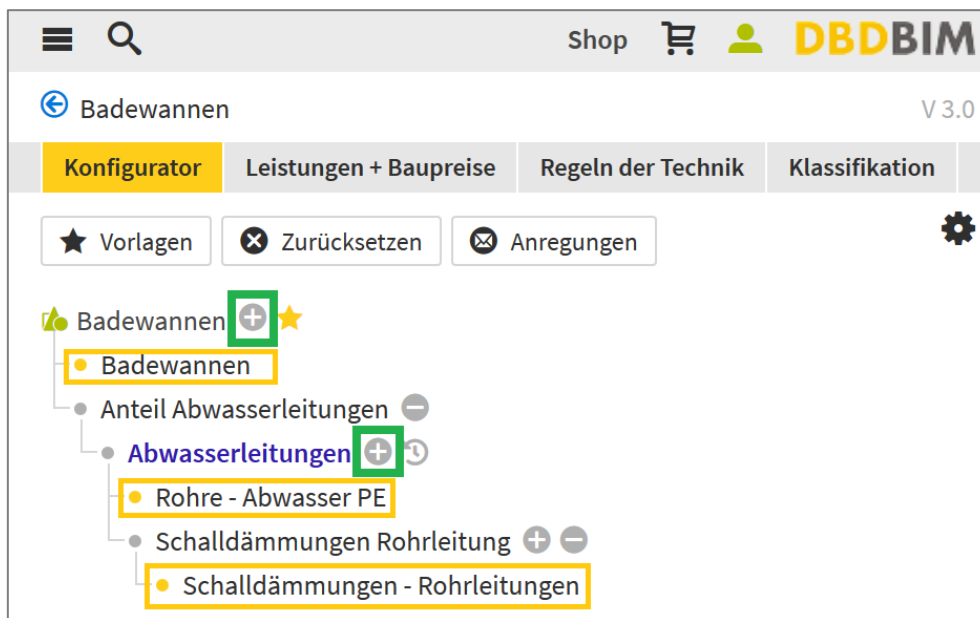 Shop DBDBIM
Badewannen V 3.0
Konfigurator Leistungen + Baupreise Regeln der Technik Klassifikation
Vorlagen Zurücksetzen Anregungen
Badewannen
Badewannen
Anteil Abwasserleitungen
Abwasserleitungen
Rohre - Abwasser PE
Schalldämmungen Rohrleitung
Schalldämmungen - Rohrleitungen